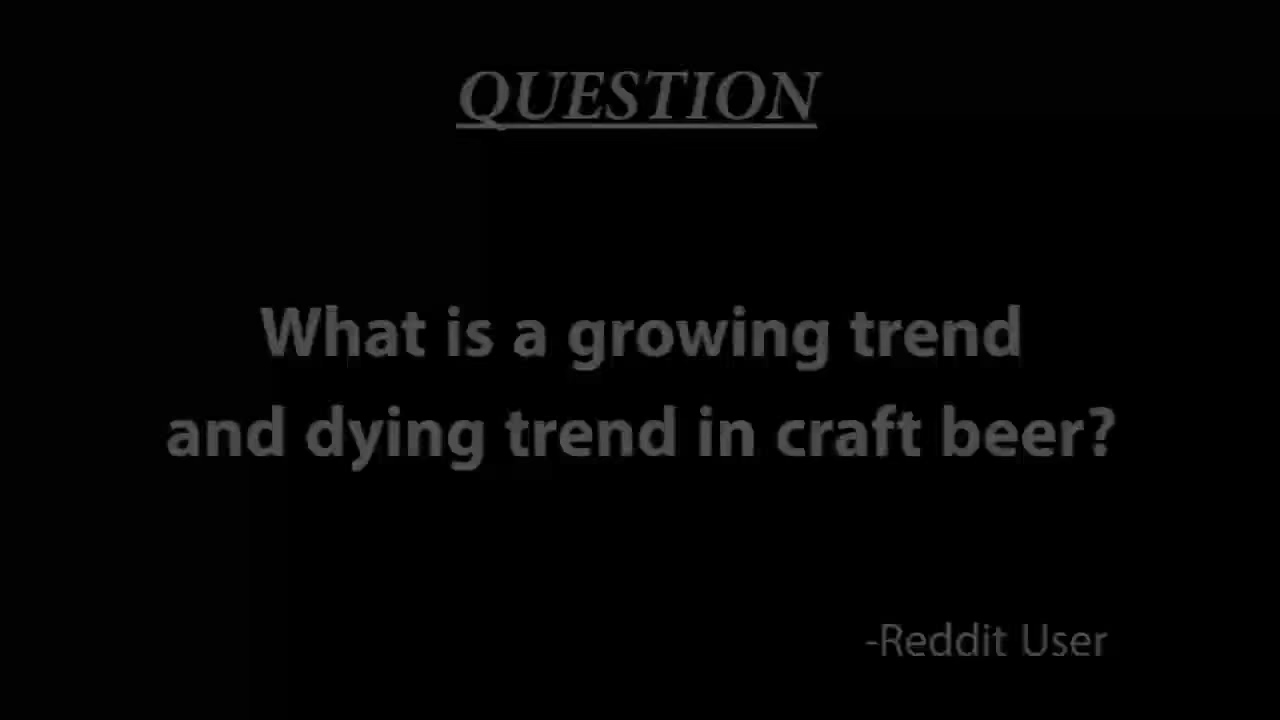 QUESTION
What is a growing trend
and dying trend in craft beer?
-Reddit User